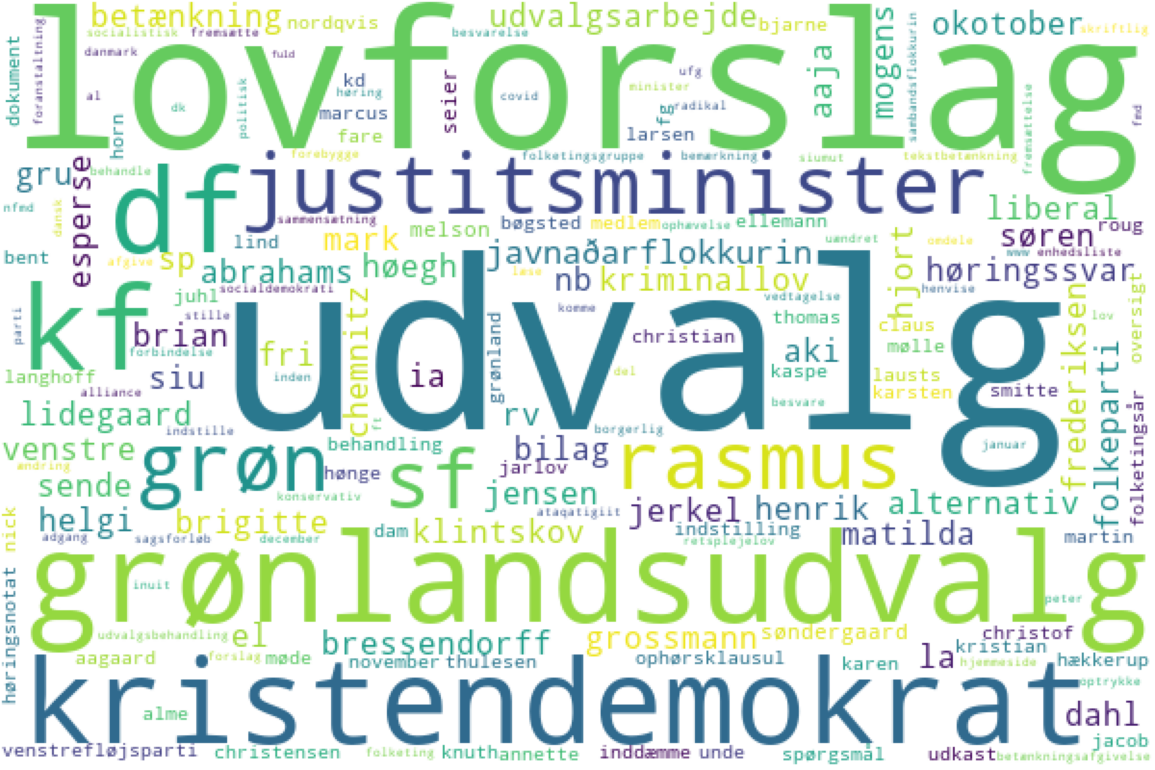 betænkning
nordqvis
udvalgsarbejde
bjarne
mogens
okotober
skriftlig
socialistisk
fremsætte
besvarelse
lovforslag
dokument
foranstaltning
danmark
fuld
al
dk
politisk
kd
høring
marcus
fare
seier
covid
ufg
minister
fg
radikal
larsen
aaja
sambandsflokkurin
fremsættelse
fmd
horn
gru
esperse
behandle
forebygge
folketingsgruppe
bemærkning
siumut
tekstbetænkning
df
justitsminister
liberal
nfmd
dansk
sammensætning
bøgsted
medlem
ophævelse
ellemann
søren
roug
bent
afgive
sp
lind
mark
melson
javnaðarflokkurin
uændret
hjort
omdele
www
enhedsliste
abrahams
høegh
læse
nb
kriminallov
høringssvar
henvise
kf
juhl
socialdemokrati
stille
udvalg
komme
vedtagelse
thomas
claus
lov
oversigt
parti
brian
forbindelse
fri
chemnitz
grønland
christian
aki
mølle
frederiksen
folkeparti
langhoff
alliance
siu
inden
ia
del
kaspe
lausts
karsten
smitte
lidegaard
indstille
ft
rv
borgerlig
besvare
folketingsår
venstre
grøn
behandling
bilag
rasmus
januar
ændring
sende
konservativ
hønge
sf
jarlov
jensen
ataqatigiit
jerkel
henrik
alternativ
nick
helgi
brigitte
dam
klintskov
indstilling
matilda
martin
adgang
sagsforløb
december
retsplejelov
grønlandsudvalg
inuit
peter
høringsnotat
udvalgsbehandling
el
bressendorff
grossmann
søndergaard
christof
aagaard
forslag
møde
november
thulesen
ophørsklausul
karen
la
kristian
hjemmeside
hækkerup
kristendemokrat
optrykke
alme
dahl
jacob
venstrefløjsparti
christensen
folketing
knuth
annette
inddæmme
unde
spørgsmål
udkast
betænkningsafgivelse